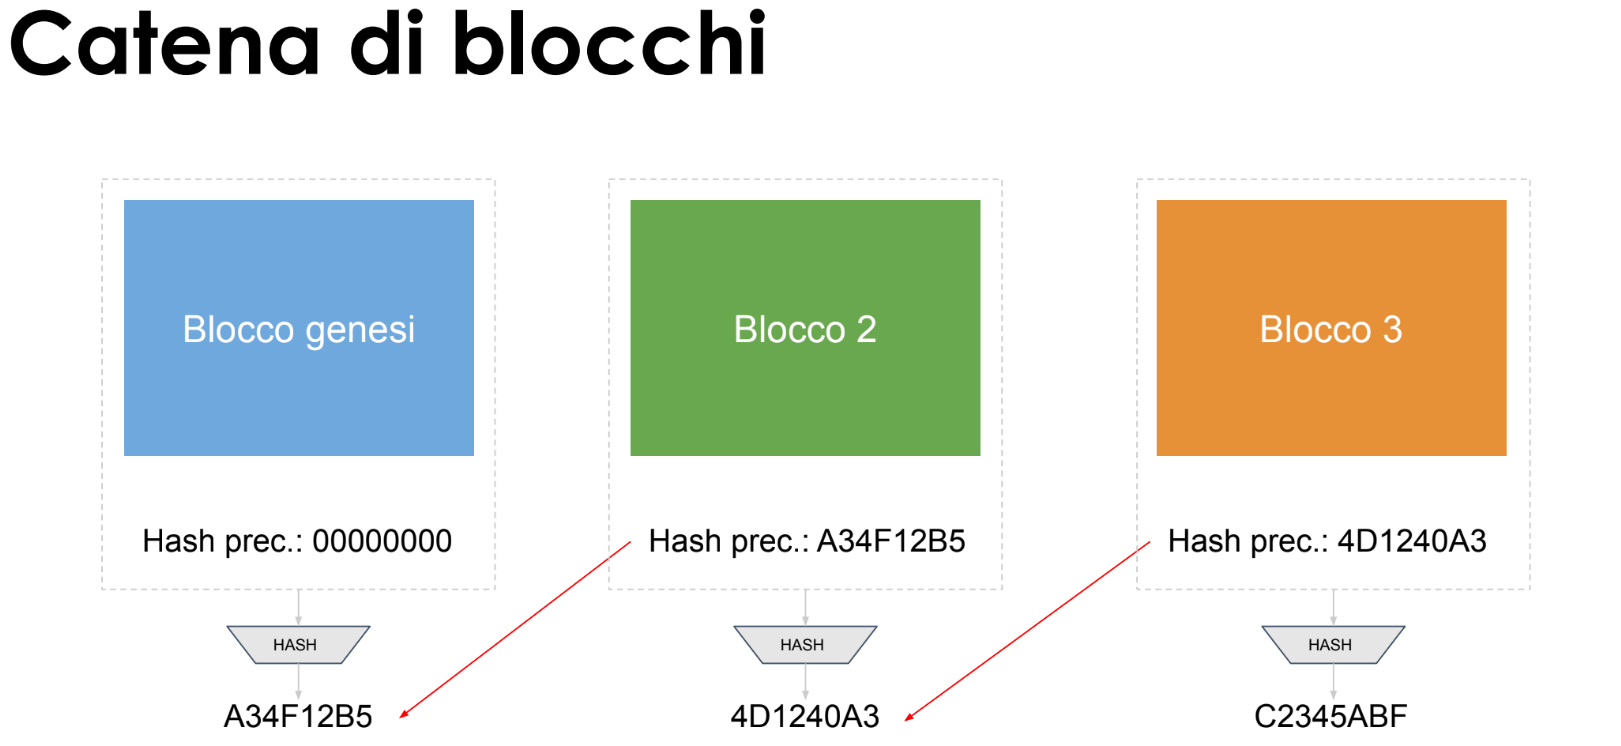 Catena di blocchi
Blocco genesi
Blocco 2
Blocco 3
Hash prec.: 00000000
Hash prec.: A34F12B5
Hash prec.: 4D1240A3
HASH
HASH
HASH
A34F12B5
4D1240A3
C2345ABF